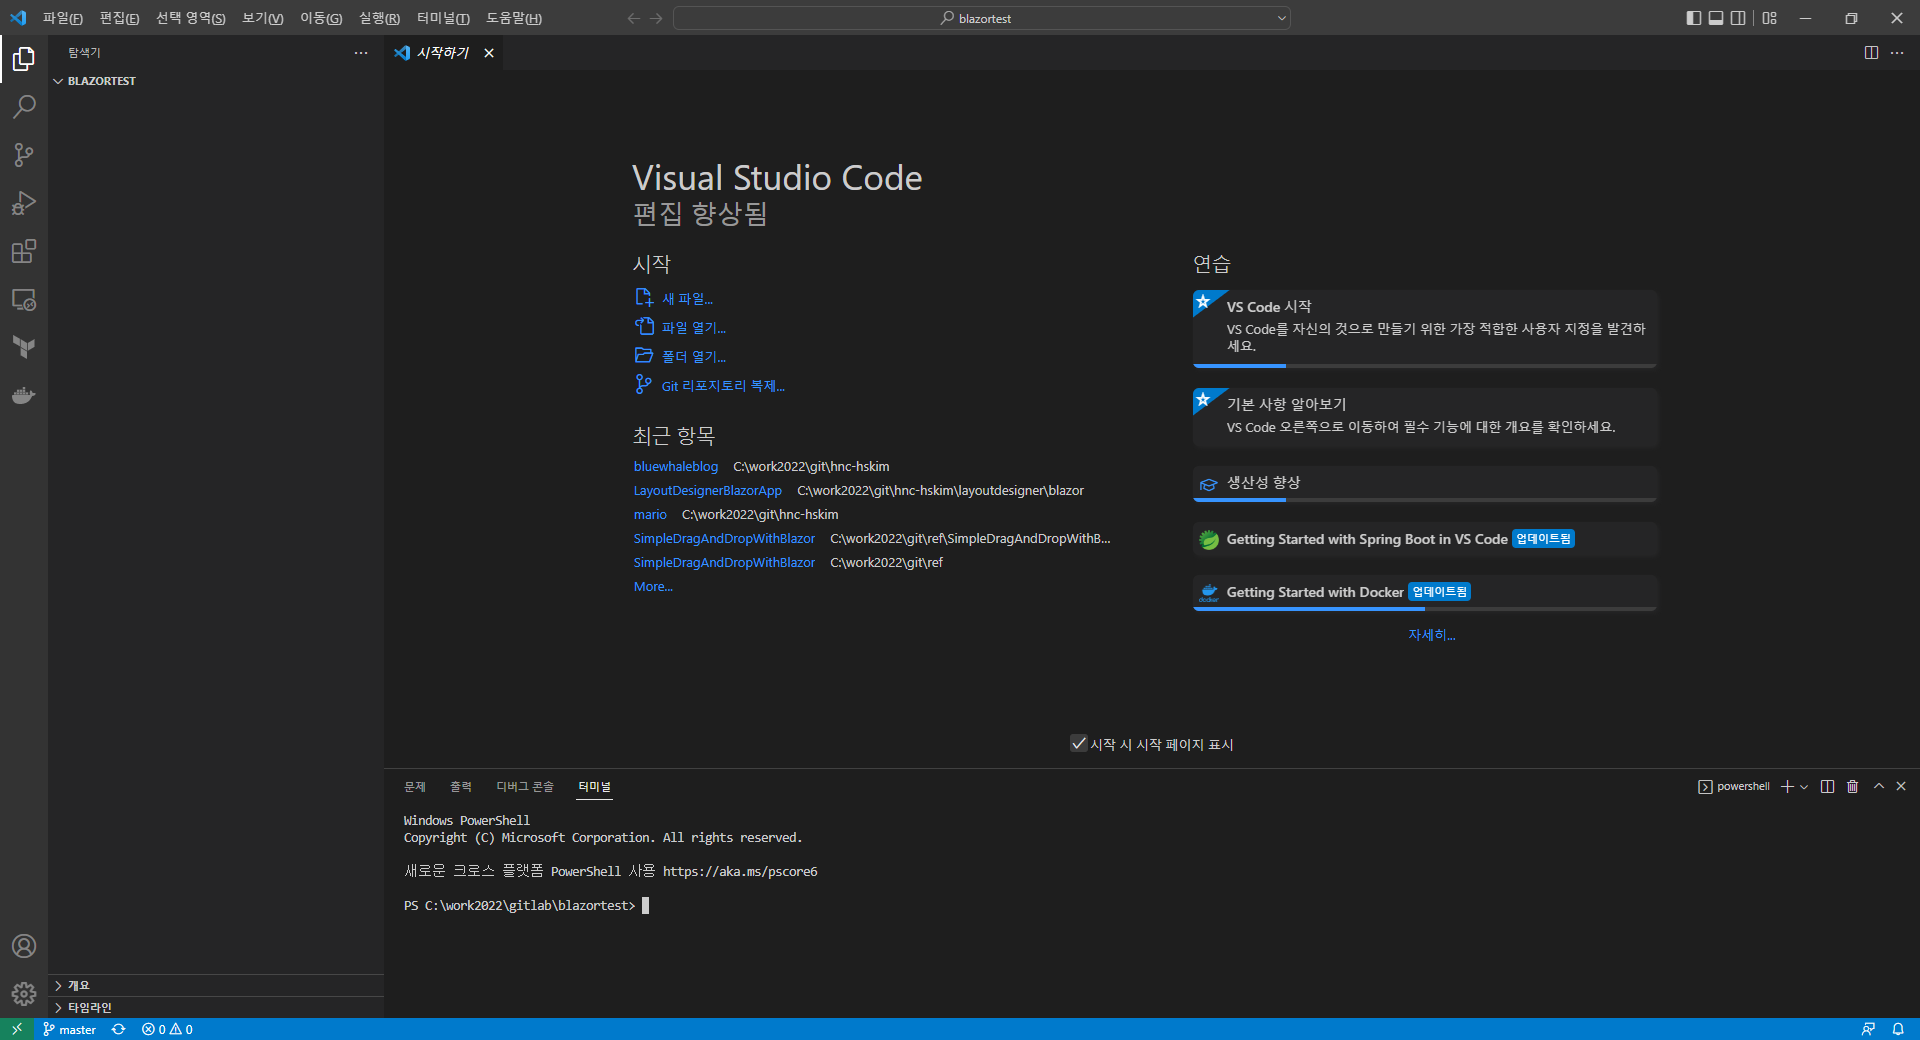 파일(F) 편집(E) 선택 영역(S) 보기(V) 이동(G) 실행(R) 터미널(T) 도움말(H)
blazortest
탐색기
BLAZORTEST
시작하기
Visual Studio Code
편집 향상됨
시작
새 파일...
파일 열기...
폴더 열기...
Git 리포지토리 복제...
최근 항목
bluewhaleblog C:\work2022\git\hnc-hskim
LayoutDesignerBlazorApp C:\work2022\git\hnc-hskim\layoutdesigner\blazor
mario C:\work2022\git\hnc-hskim
SimpleDragAndDropWithBlazor C:\work2022\git\ref\SimpleDragAndDropWithB...
SimpleDragAndDropWithBlazor C:\work2022\git\ref
More...
연습
VS Code 시작
VS Code를 자신의 것으로 만들기 위한 가장 적합한 사용자 지정을 발견하
세요.
기본 사항 알아보기
VS Code 오른쪽으로 이동하여 필수 기능에 대한 개요를 확인하세요.
생산성 향상
Getting Started with Spring Boot in VS Code 업데이트됨
docker
Getting Started with Docker 업데이트됨
자세히...
시작 시 시작 페이지 표시
문제 출력 디버그 콘솔 터미널
powershell
Windows PowerShell
Copyright (C) Microsoft Corporation. All rights reserved.
새로운 크로스 플랫폼 PowerShell 사용 https://aka.ms/pscore6
PS C:\work2022\gitlab\blazortest>
개요
타임라인
master 0 0